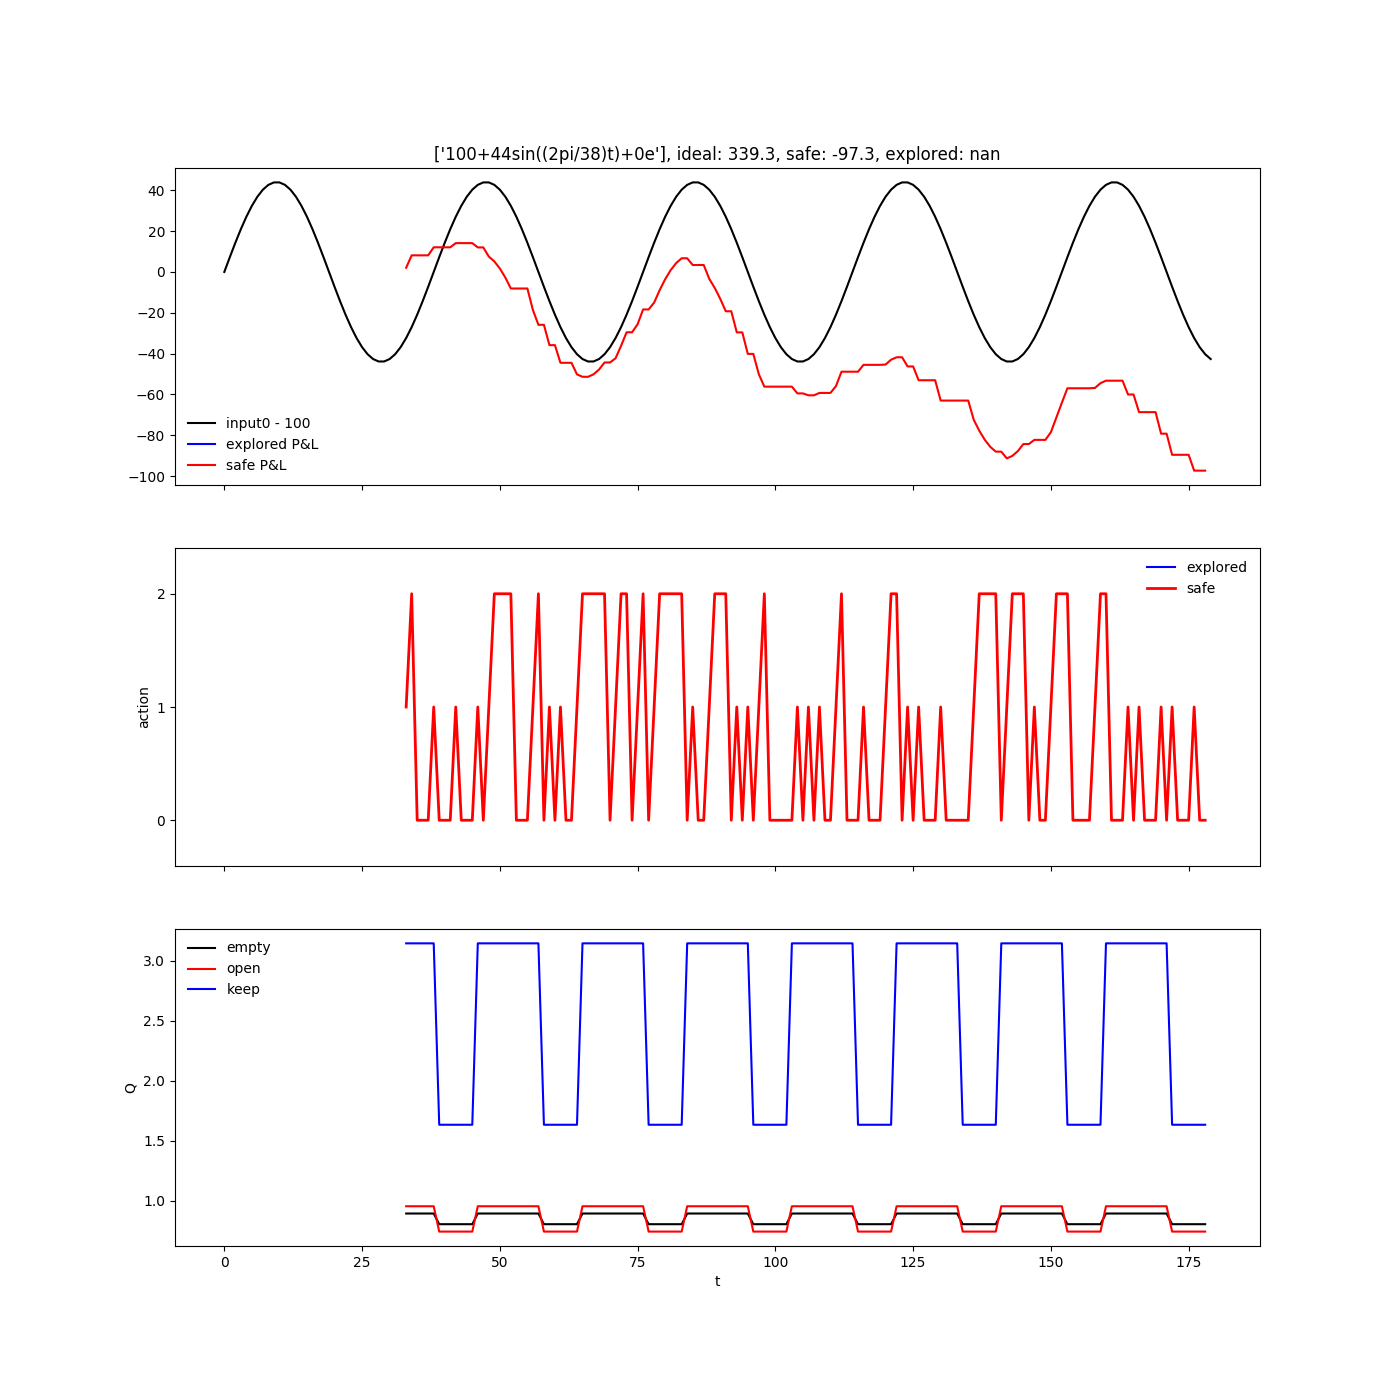 ['100+44sin((2pi/38)t)+0e'], ideal: 339.3, safe: -97.3, explored: nan
40
20
0
−20
−40
−60
−80
−100
input0 - 100
explored P&L
safe P&L
explored
safe
2
1
0
action
empty
open
keep
3.0
2.5
2.0
1.5
1.0
Q
0 25 50 75 100 125 150 175
t